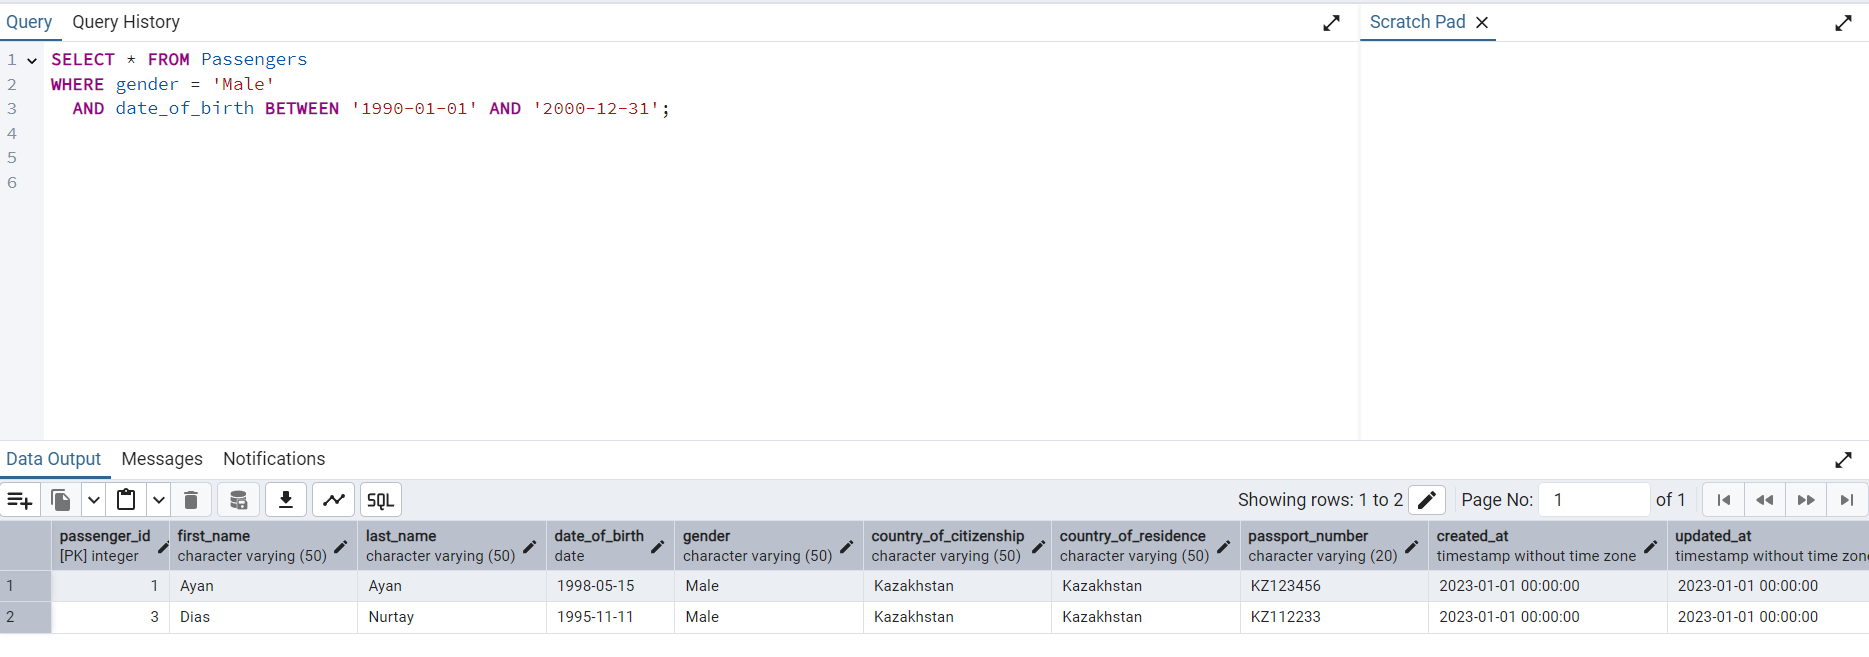 Query Query History Scratch Pad
1 SELECT * FROM Passengers
2 WHERE gender = 'Male'
3 AND date_of_birth BETWEEN '1990-01-01' AND '2000-12-31';
4
5
6
Data Output Messages Notifications
SQL Showing rows: 1 to 2 Page No: 1 of 1
passenger_id first_name last_name date_of_birth gender country_of_citizenship country_of_residence passport_number created_at updated_at
[PK] integer character varying (50) character varying (50) date character varying (50) character varying (50) character varying (50) character varying (20) timestamp without time zone timestamp without time zon
1 1 Ayan Ayan 1998-05-15 Male Kazakhstan Kazakhstan KZ123456 2023-01-01 00:00:00 2023-01-01 00:00:00
2 3 Dias Nurtay 1995-11-11 Male Kazakhstan Kazakhstan KZ112233 2023-01-01 00:00:00 2023-01-01 00:00:00